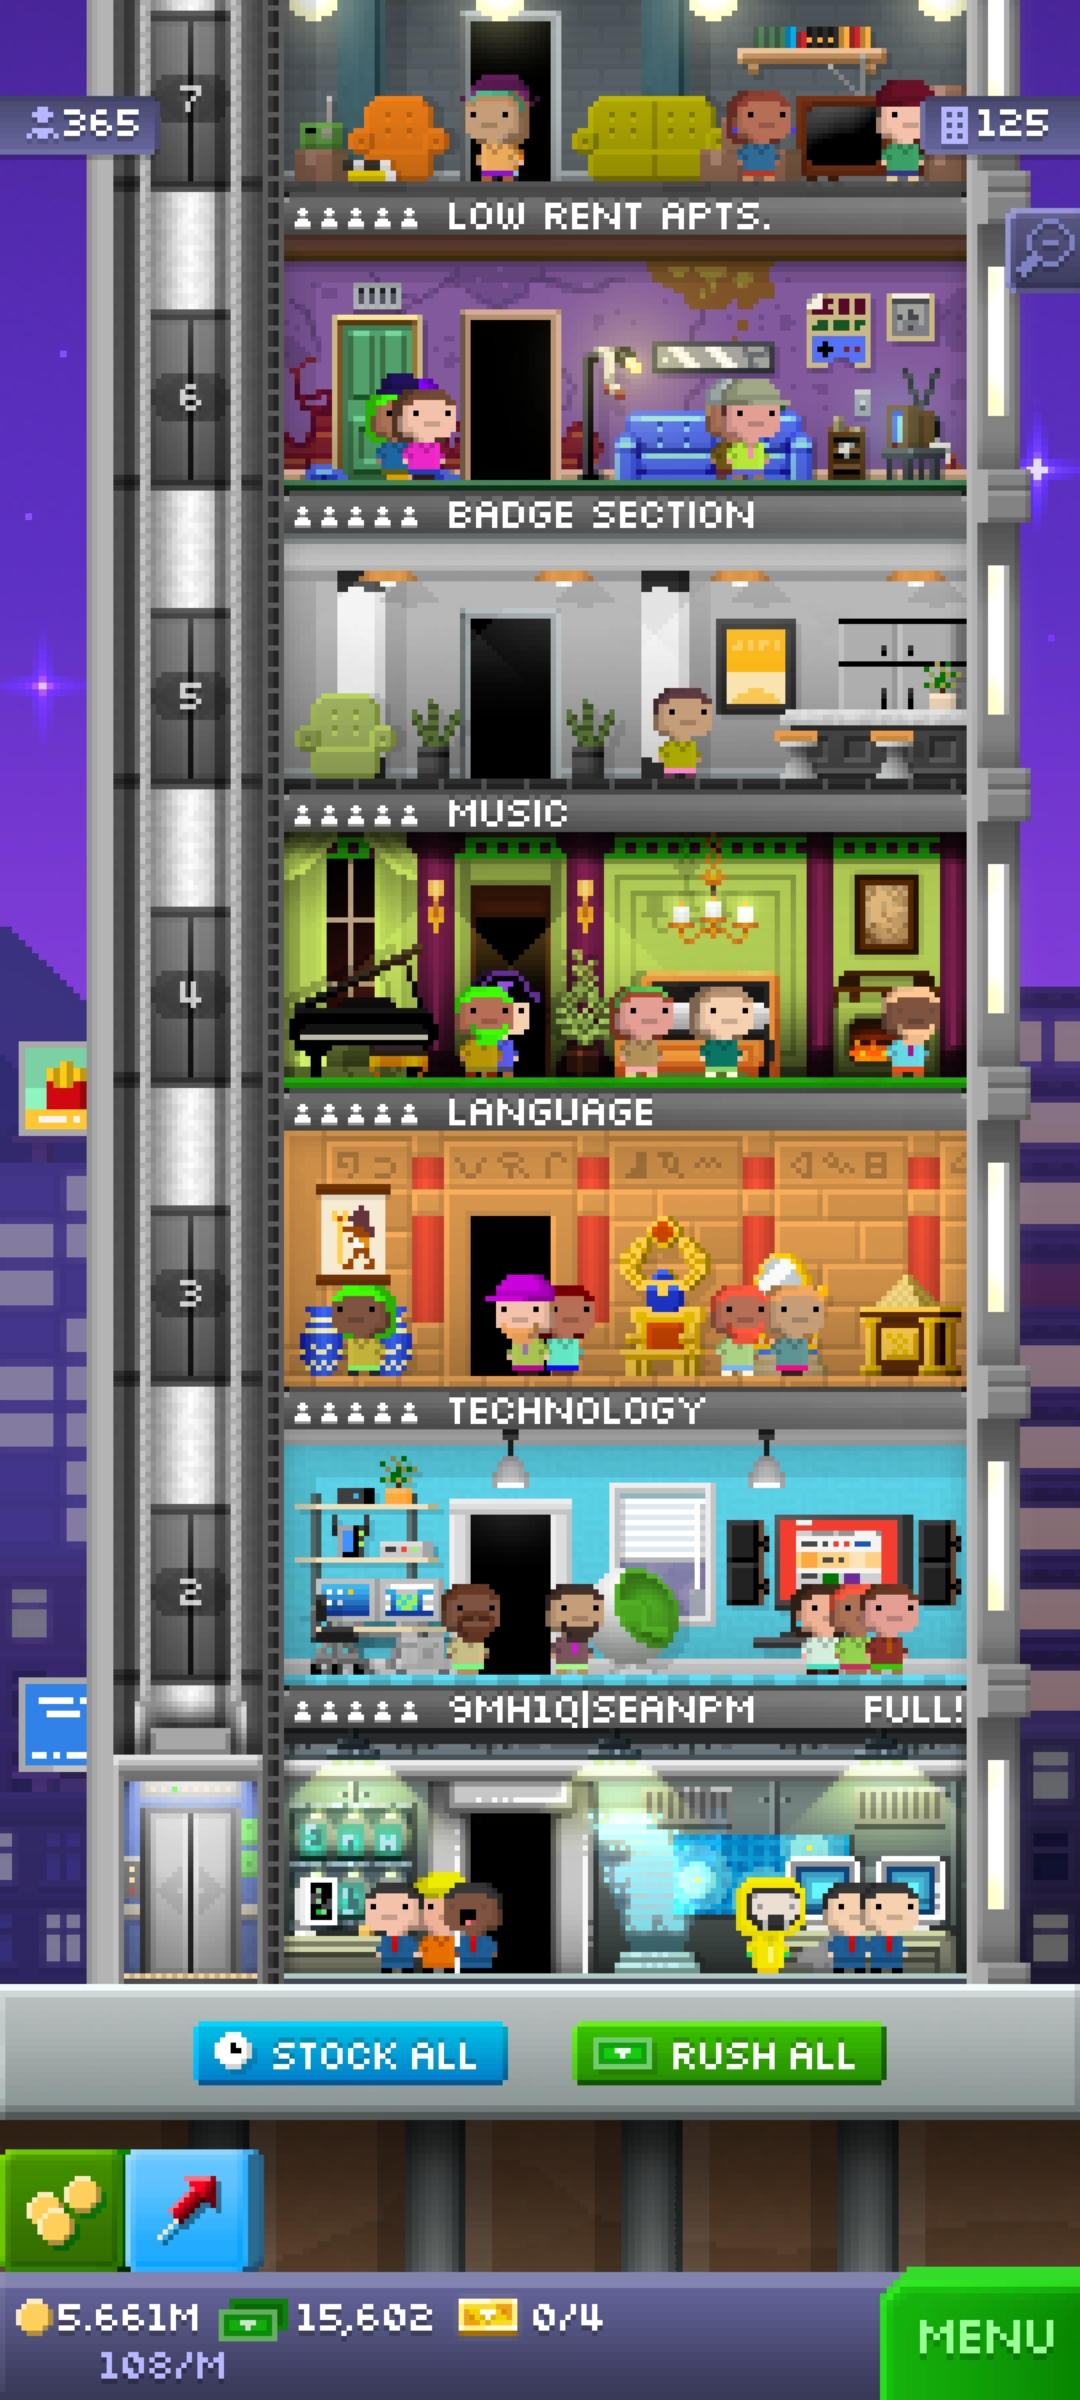 7
365
125
LOW RENT APTS.
6
BADGE SECTION
5
MUSIC
4
LANGUAGE
3
TECHNOLOGY
2
9MH1Q|SEANPM FULL!
STOCK ALL
RUSH ALL
5.661M 15,602 0/4
108/M
MENU